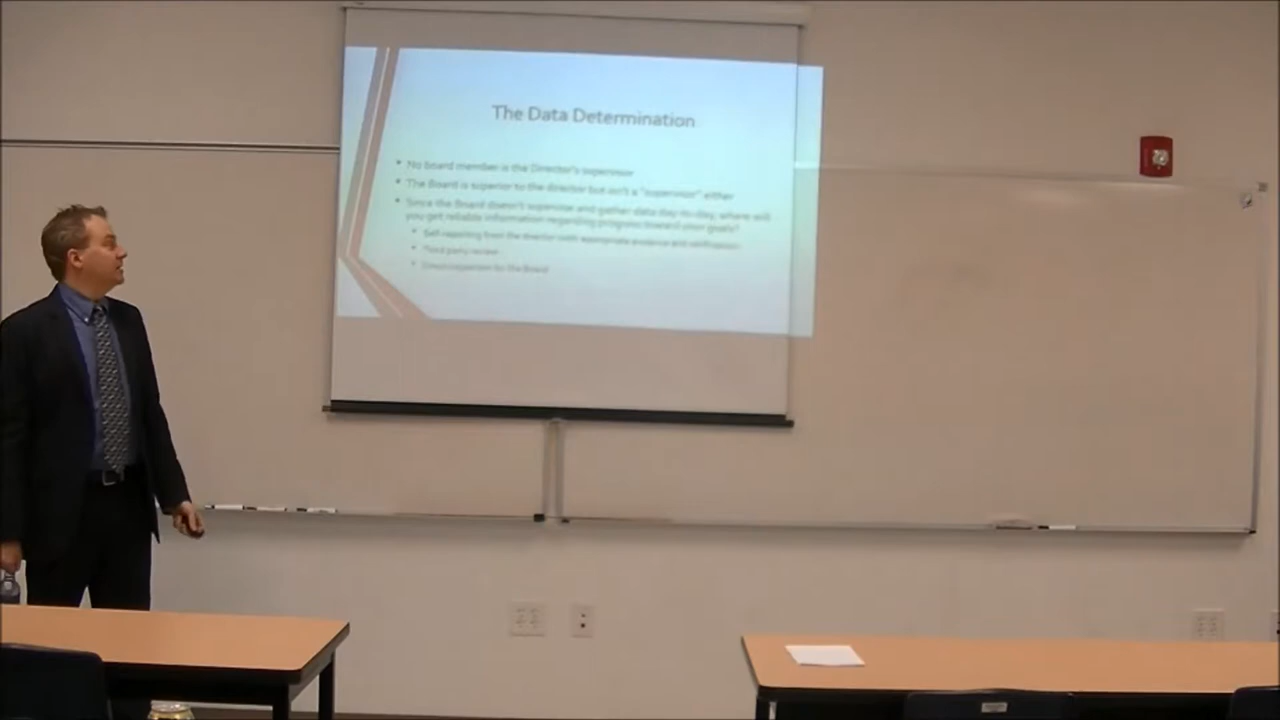 The Data Determination
• No board member is the Director's supervisor
• The Board is superior to the director but isn't a "supervisor" either
• Since the Board doesn't supervise and gather data day-to-day, where will
you get reliable information regarding progress toward your goals?
• Self-reporting from the director (with appropriate evidence and verification)
• Third party review
• Direct inspection by the Board